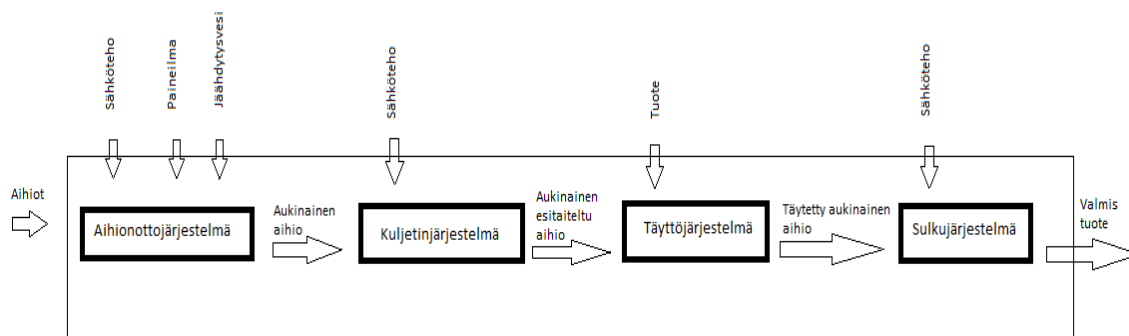 Sähköteho
Paineilma
Jäähdytysvesi
Sähköteho
Tuote
Sähköteho
Aihiot
Aihionottojärjestelmä
Aukinainen
aihio
Kuljetinjärjestelmä
Aukinainen
esitaiteltu
aihio
Täyttöjärjestelmä
Täytetty aukinainen
aihio
Sulkujärjestelmä
Valmis
tuote